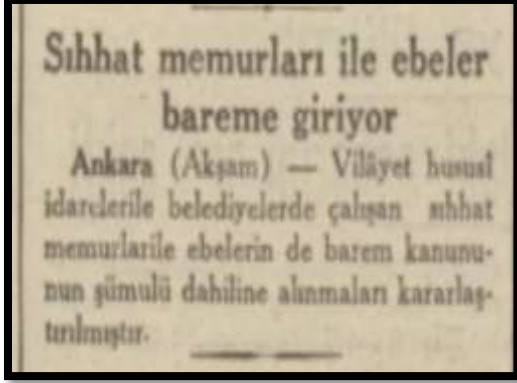 Sıhhat memurları ile ebeler
bareme giriyor
Ankara (Akşam) — Vilâyet hususî
idarelerile belediyelerde çalışan sıhhat
memurlarile ebelerin de barem kanunu-
nun şümulü dahiline alınmaları kararlaş-
tırılmıştır.